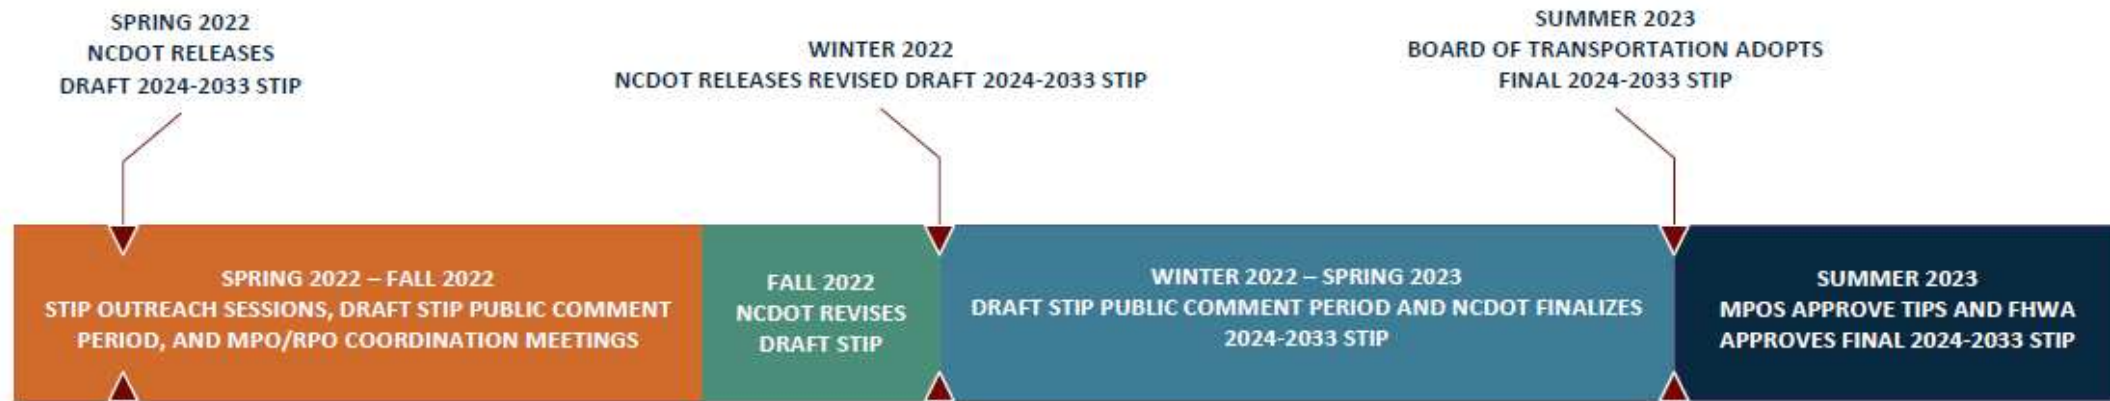 SPRING 2022
NCDOT RELEASES
DRAFT 2024-2033 STIP
WINTER 2022
NCDOT RELEASES REVISED DRAFT 2024-2033 STIP
SUMMER 2023
BOARD OF TRANSPORTATION ADOPTS
FINAL 2024-2033 STIP
SPRING 2022 – FALL 2022
STIP OUTREACH SESSIONS, DRAFT STIP PUBLIC COMMENT
PERIOD, AND MPO/RPO COORDINATION MEETINGS
FALL 2022
NCDOT REVISES
DRAFT STIP
WINTER 2022 – SPRING 2023
DRAFT STIP PUBLIC COMMENT PERIOD AND NCDOT FINALIZES
2024-2033 STIP
SUMMER 2023
MPOS APPROVE TIPS AND FHWA
APPROVES FINAL 2024-2033 STIP